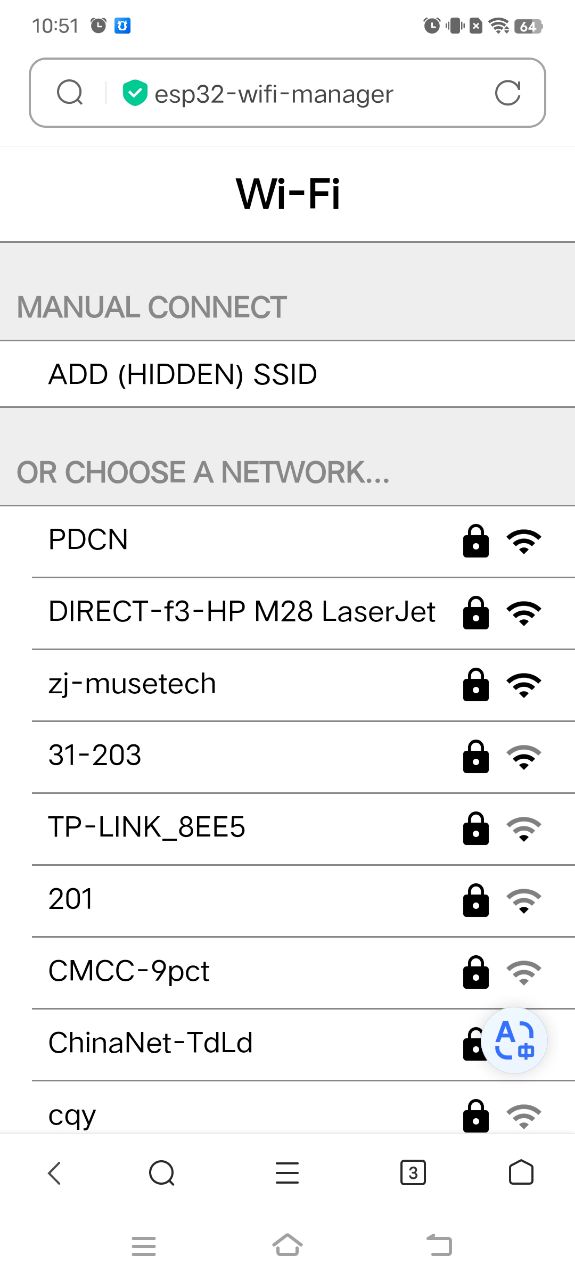 10:51
64
esp32-wifi-manager
Wi-Fi
MANUAL CONNECT
ADD (HIDDEN) SSID
OR CHOOSE A NETWORK...
PDCN
DIRECT-f3-HP M28 LaserJet
zj-musetech
31-203
TP-LINK_8EE5
201
CMCC-9pct
ChinaNet-TdLd
A 中
cqy
3